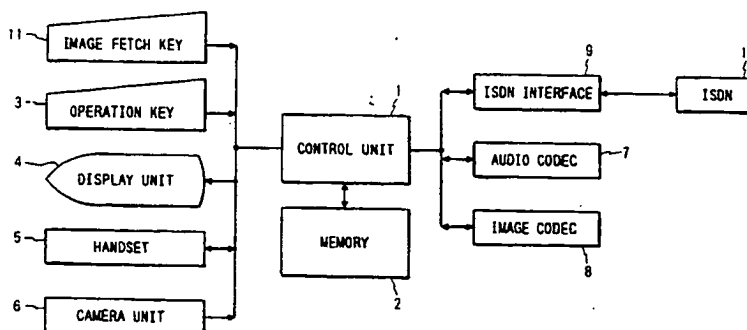 11
IMAGE FETCH KEY
3
OPERATION KEY
4
DISPLAY UNIT
5
HANDSET
6
CAMERA UNIT
1
CONTROL UNIT
MEMORY
2
9
ISDN INTERFACE
ISDN
AUDIO CODEC
7
IMAGE CODEC
8